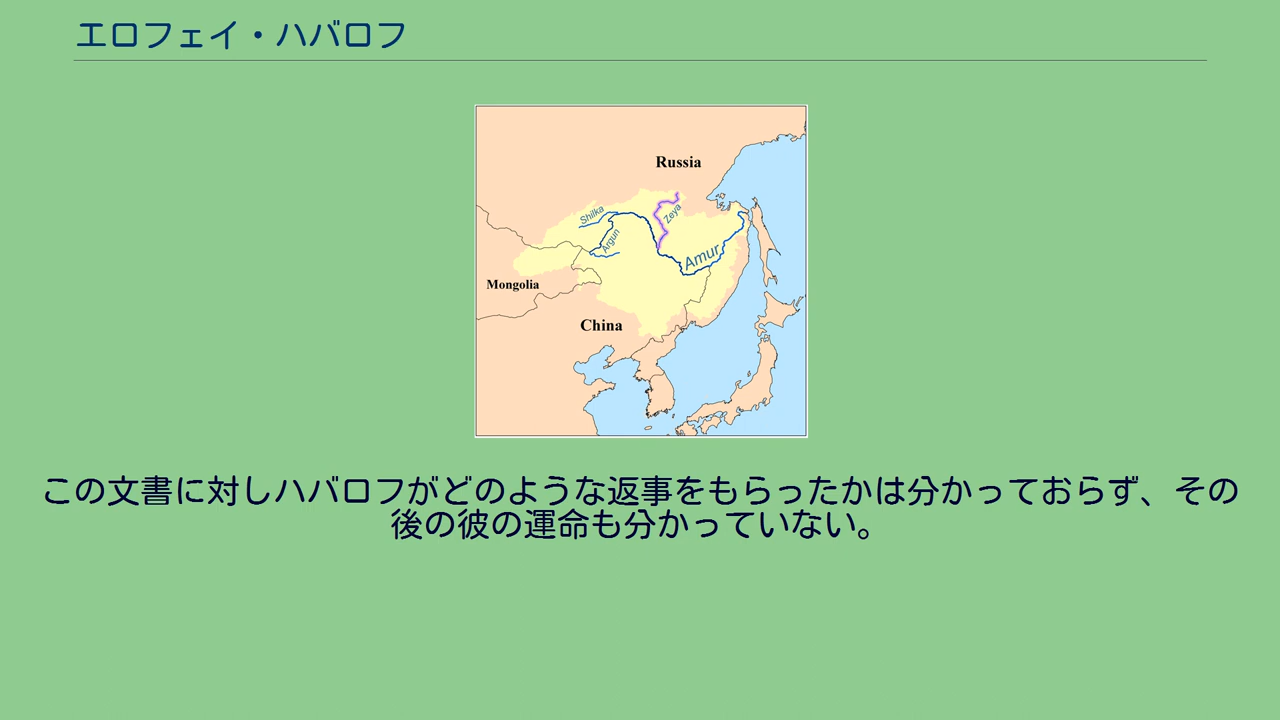 エロフェイ・ハバロフ
Russia
Shilka
Zeya
Argun
Amur
Mongolia
China
この文書に対しハバロフがどのような返事をもらったかは分かっておらず、その
後の彼の運命も分かっていない。